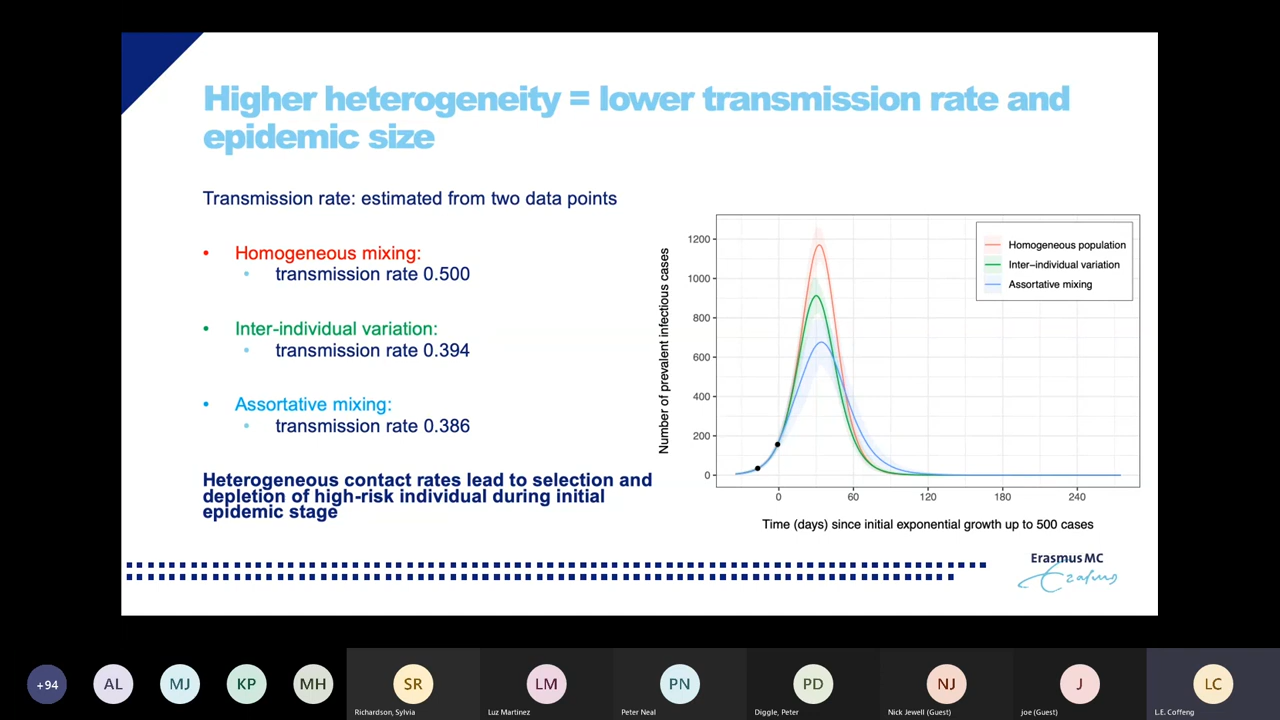 Higher heterogeneity = lower transmission rate and
epidemic size
Transmission rate: estimated from two data points
• Homogeneous mixing:
• transmission rate 0.500
• Inter-individual variation:
• transmission rate 0.394
• Assortative mixing:
• transmission rate 0.386
Heterogeneous contact rates lead to selection and
depletion of high-risk individual during initial
epidemic stage
Number of prevalent infectious cases
1200
1000
800
600
400
200
0
Homogeneous population
Inter−individual variation
Assortative mixing
0 60 120 180 240
Time (days) since initial exponential growth up to 500 cases
Erasmus MC
Erasmus
+94 AL MJ KP MH SR LM PN PD NJ J LC
Richardson, Sylvia Luz Martinez Peter Neal Diggle, Peter Nick Jewell (Guest) joe (Guest) L.E. Coffeng